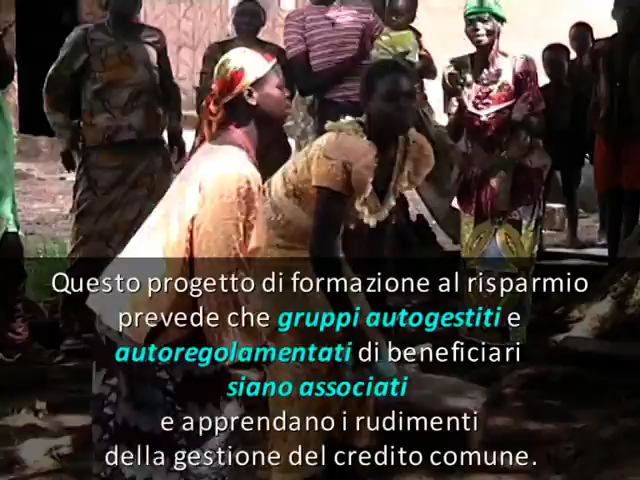 Questo progetto di formazione al risparmio
prevede che gruppi autogestiti e
autoregolamentati di beneficiari
siano associati
e apprendano i rudimenti
della gestione del credito comune.